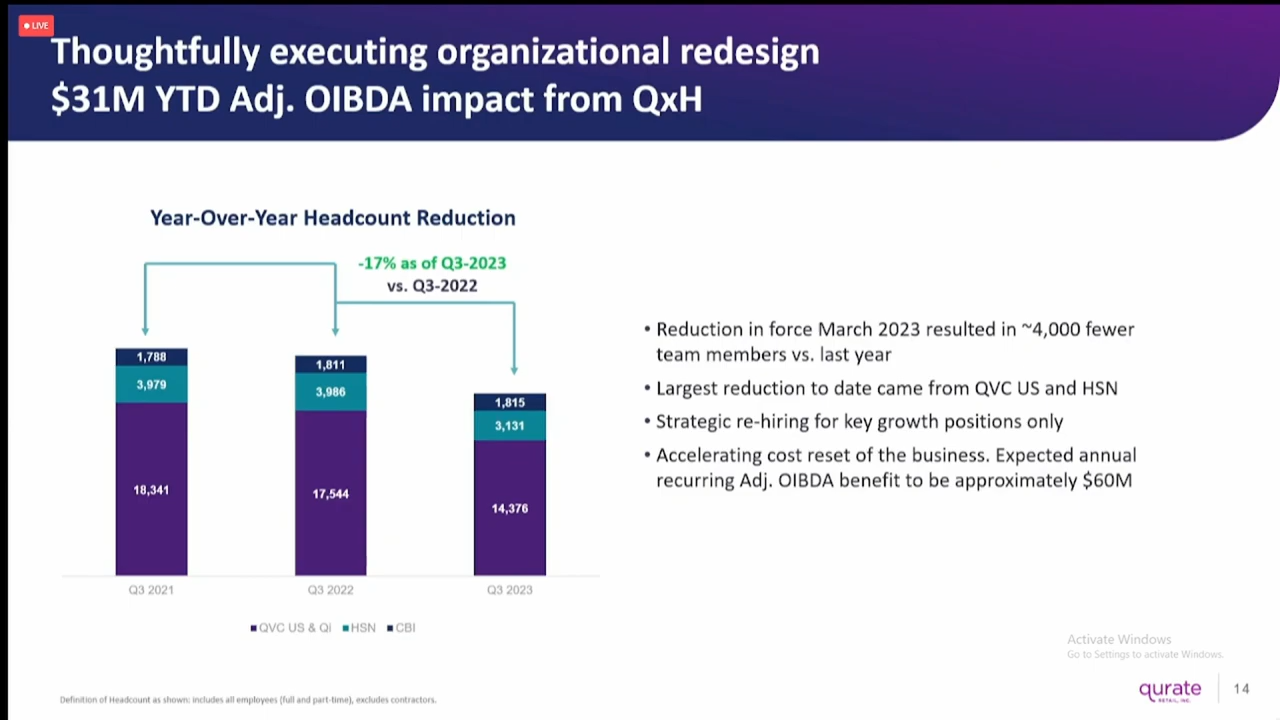 LIVE
Thoughtfully executing organizational redesign
$31M YTD Adj. OIBDA impact from QxH
Year-Over-Year Headcount Reduction
-17% as of Q3-2023
vs. Q3-2022
1,788
3,979
18,341
1,811
3,986
17,544
1,815
3,131
14,376
Q3 2021 Q3 2022 Q3 2023
QVC US & QI HSN CBI
• Reduction in force March 2023 resulted in ~4,000 fewer
team members vs. last year
• Largest reduction to date came from QVC US and HSN
• Strategic re-hiring for key growth positions only
• Accelerating cost reset of the business. Expected annual
recurring Adj. OIBDA benefit to be approximately $60M
Activate Windows
Go to Settings to activate Windows.
Definition of Headcount as shown: includes all employees (full and part-time), excludes contractors.
qurate
RETAIL, INC.
14